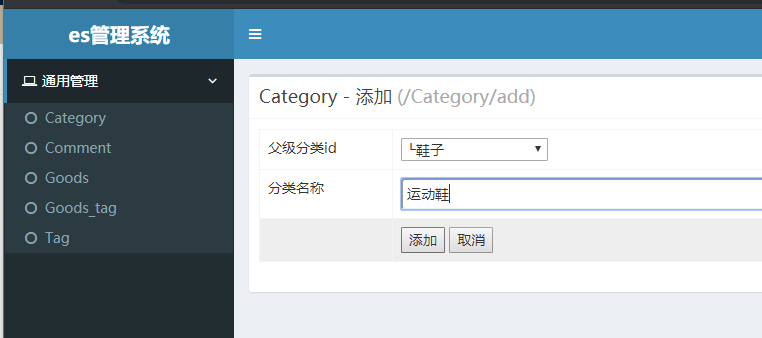 es管理系统
通用管理
Category
Comment
Goods
Goods_tag
Tag
Category - 添加 (/Category/add)
父级分类id
└鞋子
分类名称
运动鞋
添加 取消